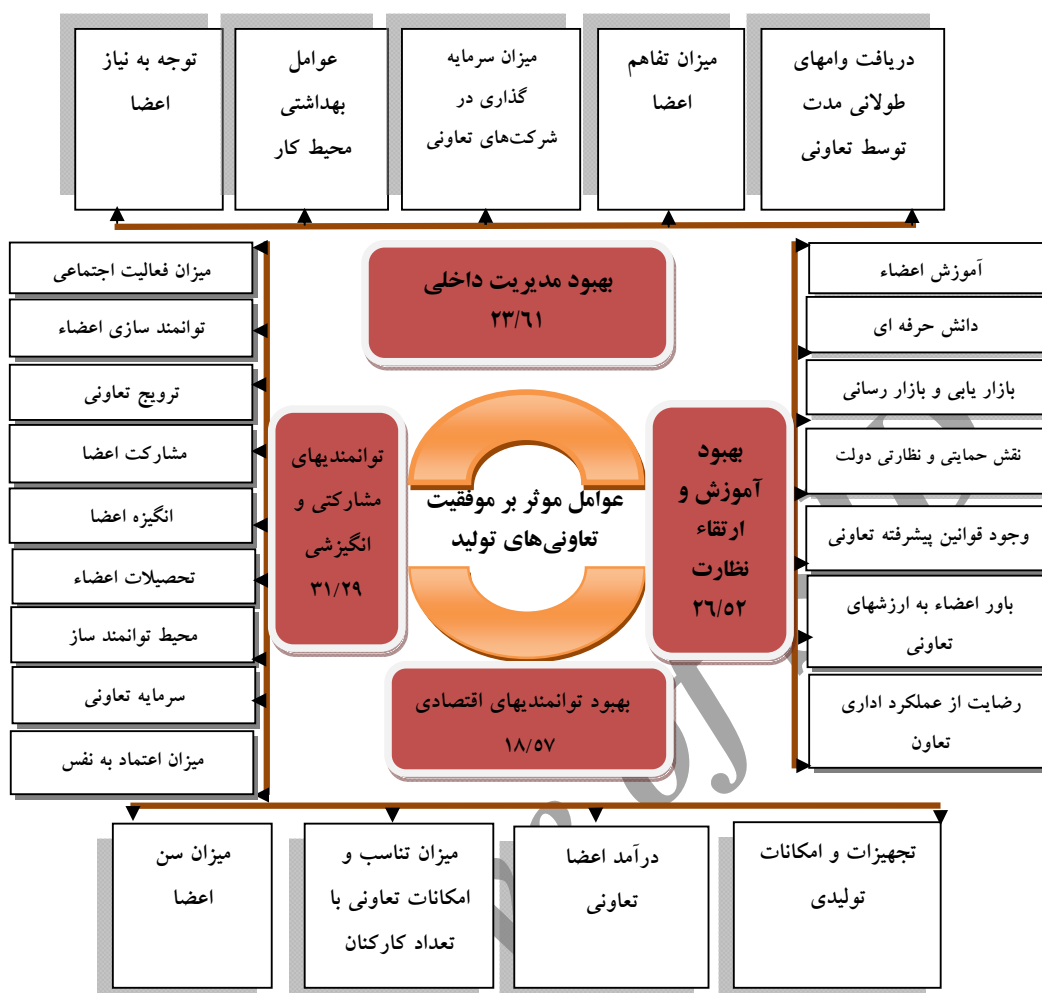 دریافت وامهای
طولانی مدت
توسط تعاونی
میزان تفاهم
اعضا
میزان سرمایه
گذاری در
شرکت‌های تعاونی
عوامل
بهداشتی
محیط کار
توجه به نیاز
اعضا
بهبود مدیریت داخلی
۲۳/۶۱
آموزش اعضاء
دانش حرفه ای
بازار یابی و بازار رسانی
نقش حمایتی و نظارتی دولت
وجود قوانین پیشرفته تعاونی
باور اعضاء به ارزشهای
تعاونی
رضایت از عملکرد اداری
تعاون
بهبود
آموزش و
ارتقاء
نظارت
۲۶/۵۲
عوامل موثر بر موفقیت
تعاونی‌های تولید
توانمندیهای
مشارکتی و
انگیزشی
۳۱/۲۹
میزان فعالیت اجتماعی
توانمند سازی اعضاء
ترویج تعاونی
مشارکت اعضا
انگیزه اعضا
تحصیلات اعضاء
محیط توانمند ساز
سرمایه تعاونی
میزان اعتماد به نفس
بهبود توانمندیهای اقتصادی
۱۸/۵۷
تجهیزات و امکانات
تولیدی
درآمد اعضا
تعاونی
میزان تناسب و
امکانات تعاونی با
تعداد کارکنان
میزان سن
اعضا
of